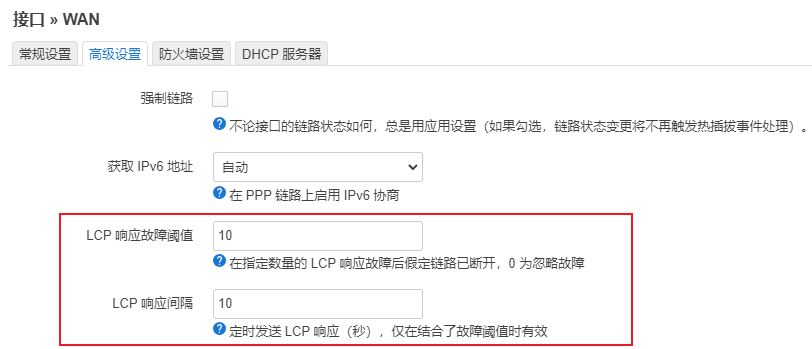 接口 » WAN
常规设置 高级设置 防火墙设置 DHCP 服务器
强制链路
不论接口的链路状态如何，总是用应用设置（如果勾选，链路状态变更将不再触发热插拔事件处理）。
获取 IPv6 地址 自动
在 PPP 链路上启用 IPv6 协商
LCP 响应故障阈值 10
在指定数量的 LCP 响应故障后假定链路已断开，0 为忽略故障
LCP 响应间隔 10
定时发送 LCP 响应（秒），仅在结合了故障阈值时有效